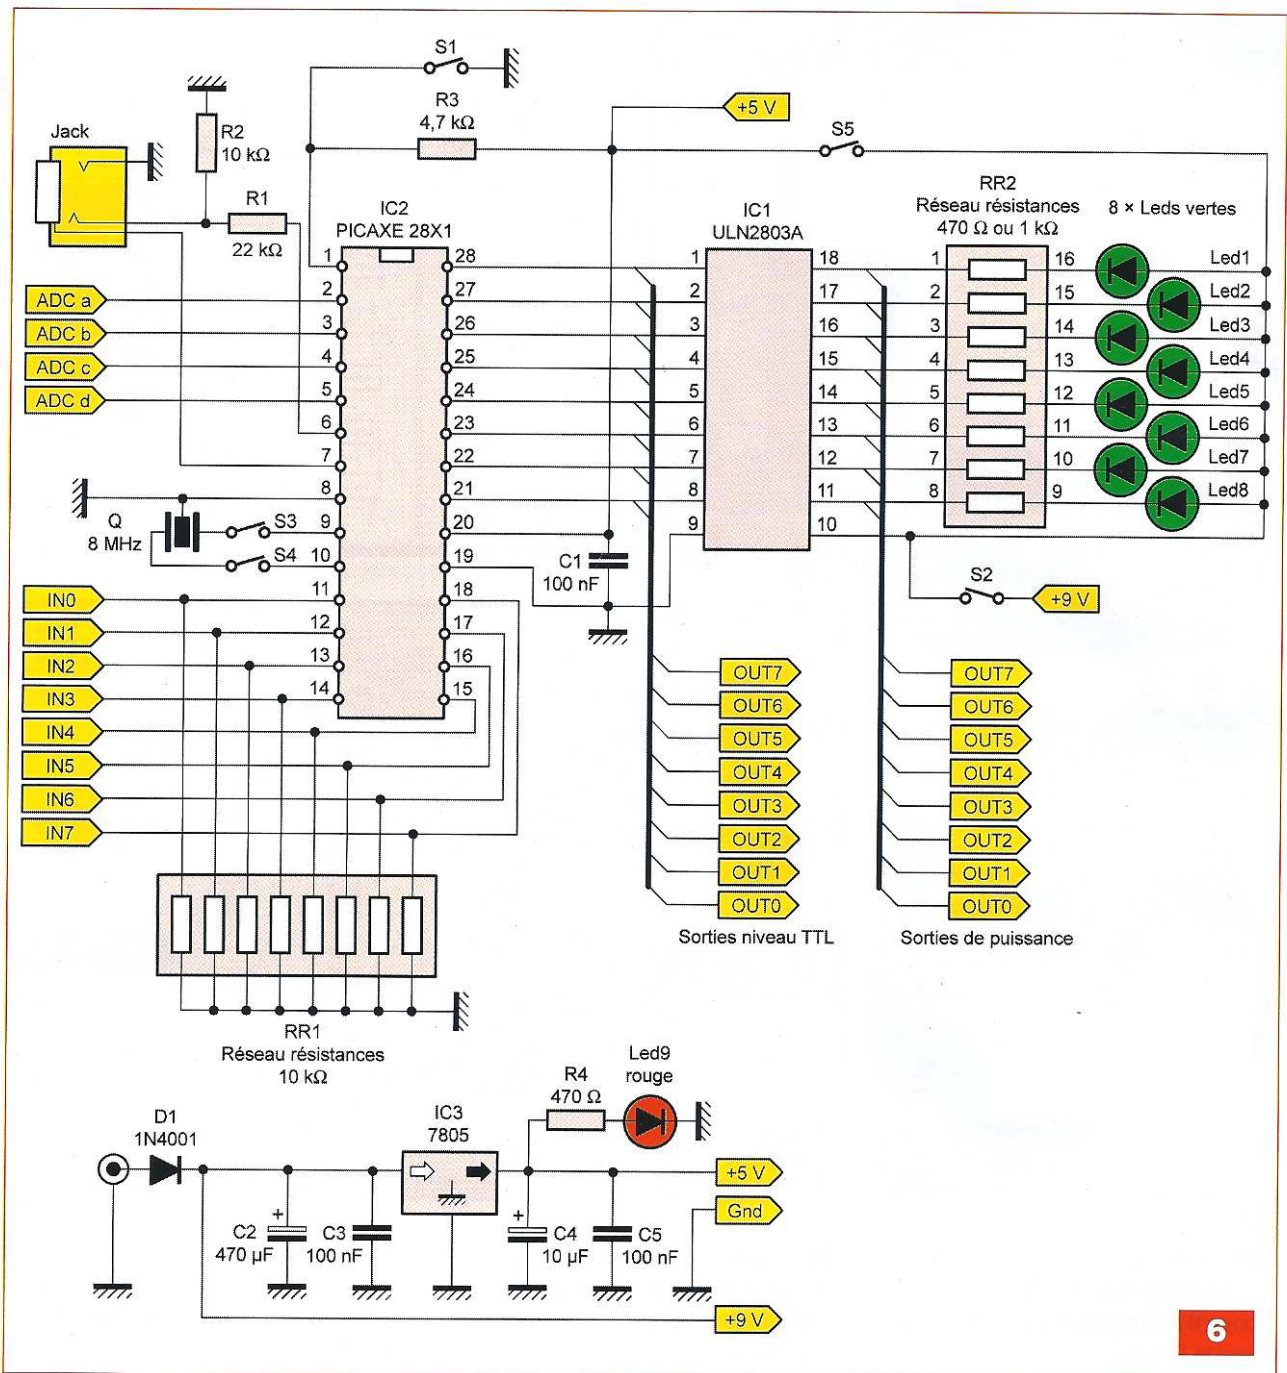 S1
R3
4,7 kΩ
+5 V
S5
Jack
R2
10 kΩ
R1
22 kΩ
IC2
PICAXE 28X1
IC1
ULN2803A
RR2
Réseau résistances
470 Ω ou 1 kΩ
8 × Leds vertes
ADC a
ADC b
ADC c
ADC d
1
2
3
4
5
6
7
8
9
10
11
12
13
14
28
27
26
25
24
23
22
21
20
19
18
17
16
15
1
2
3
4
5
6
7
8
9
18
17
16
15
14
13
12
11
10
1
2
3
4
5
6
7
8
16
15
14
13
12
11
10
9
Led1
Led2
Led3
Led4
Led5
Led6
Led7
Led8
Q
8 MHz
S3
S4
C1
100 nF
S2
+9 V
IN0
IN1
IN2
IN3
IN4
IN5
IN6
IN7
OUT7
OUT6
OUT5
OUT4
OUT3
OUT2
OUT1
OUT0
Sorties niveau TTL
OUT7
OUT6
OUT5
OUT4
OUT3
OUT2
OUT1
OUT0
Sorties de puissance
RR1
Réseau résistances
10 kΩ
D1
1N4001
IC3
7805
R4
470 Ω
Led9
rouge
+
C2
470 µF
C3
100 nF
+
C4
10 µF
C5
100 nF
+5 V
Gnd
+9 V
6